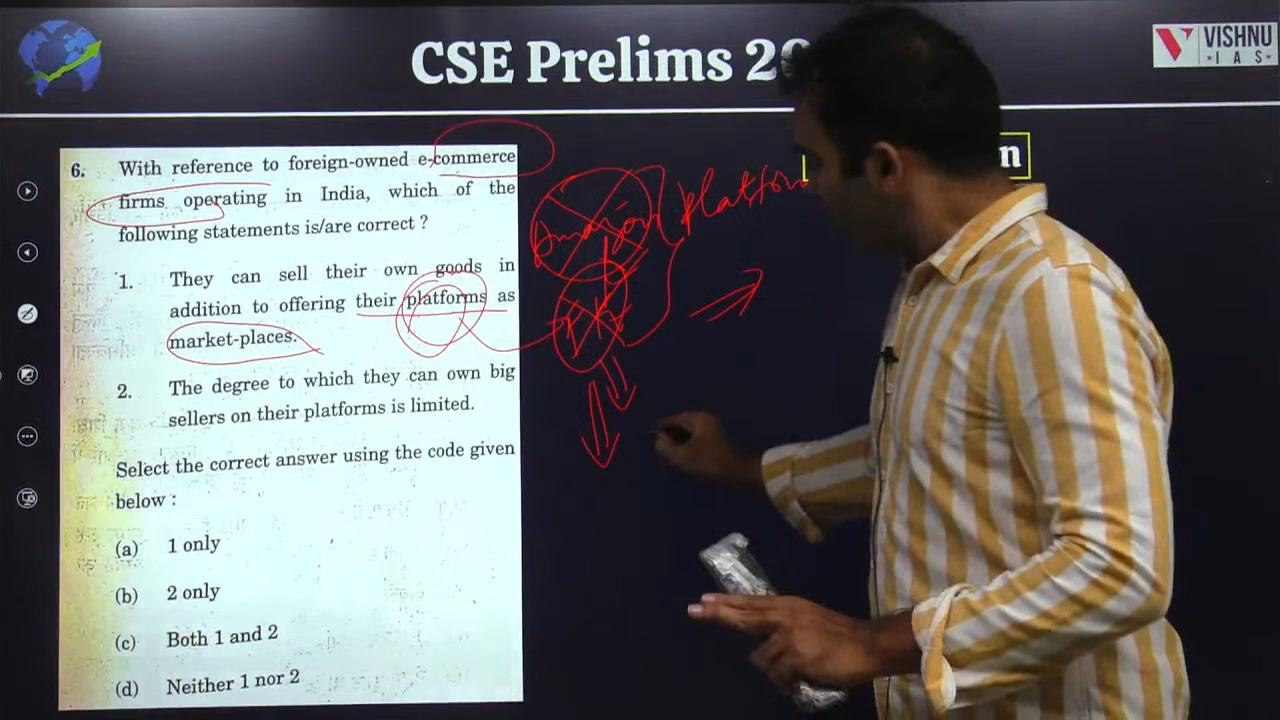 CSE Prelims 20
VISHNU
I A S
6. With reference to foreign-owned e-commerce
firms operating in India, which of the
following statements is/are correct ?
1. They can sell their own goods in
addition to offering their platforms as
market-places.
2. The degree to which they can own big
sellers on their platforms is limited.
Select the correct answer using the code given
below :
(a) 1 only
(b) 2 only
(c) Both 1 and 2
(d) Neither 1 nor 2
Amazon
Platform
n